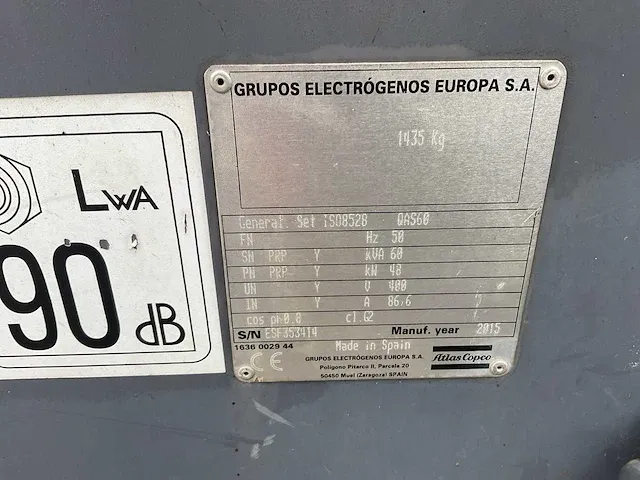 LWA
90 dB
GRUPOS ELECTRÓGENOS EUROPA S.A.
1435 Kg
General. Set ISO8528 QAS60
FN Hz 50
SN PRP Y kVA 60
PN PRP Y kW 48
UN Y V 400
IN Y A 86,6
cos ph0.8 cl.G2
S/N ESF353414 Manuf. year 2015
1636 0029 44 Made in Spain
CE GRUPOS ELECTRÓGENOS EUROPA S.A.
Polígono Pitarco II, Parcela 20
50450 Muel (Zaragoza) SPAIN
Atlas Copco